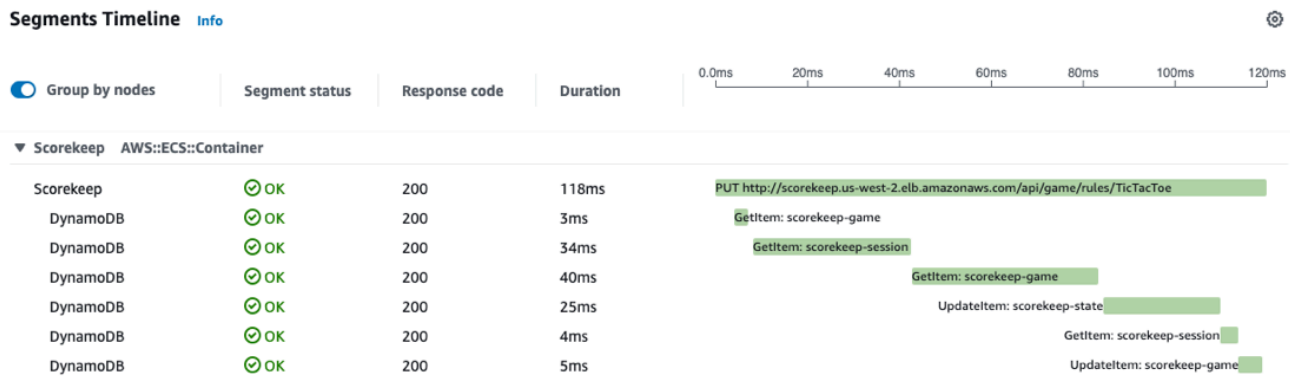 Segments Timeline Info
0.0ms 20ms 40ms 60ms 80ms 100ms 120ms
Group by nodes Segment status Response code Duration
Scorekeep AWS::ECS::Container
Scorekeep OK 200 118ms PUT http://scorekeep.us-west-2.elb.amazonaws.com/api/game/rules/TicTacToe
DynamoDB OK 200 3ms GetItem: scorekeep-game
DynamoDB OK 200 34ms GetItem: scorekeep-session
DynamoDB OK 200 40ms GetItem: scorekeep-game
DynamoDB OK 200 25ms UpdateItem: scorekeep-state
DynamoDB OK 200 4ms GetItem: scorekeep-session
DynamoDB OK 200 5ms UpdateItem: scorekeep-game